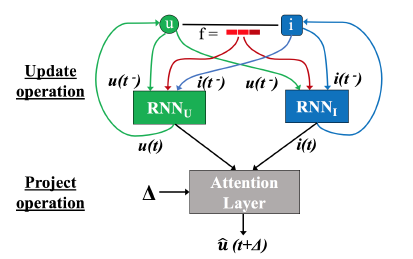 u
i
f =
Update
operation
u(t⁻)
i(t⁻)
u(t⁻)
i(t⁻)
RNN_U
RNN_I
u(t)
i(t)
Project
operation
Δ
Attention
Layer
û (t+Δ)